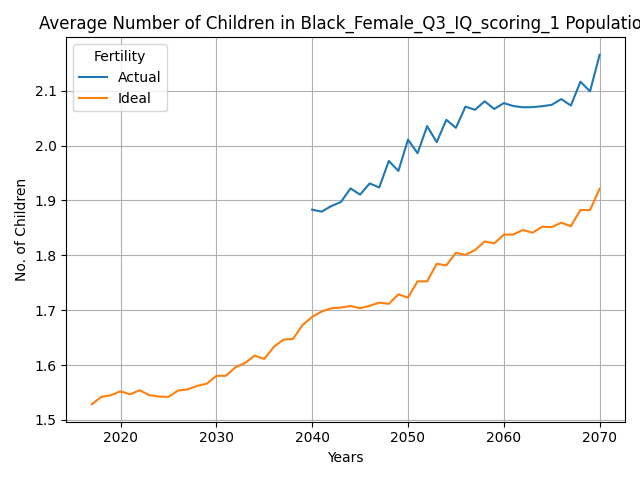 Average Number of Children in Black_Female_Q3_IQ_scoring_1 Populatio
Fertility
Actual
Ideal
No. of Children
2.1
2.0
1.9
1.8
1.7
1.6
1.5
2020 2030 2040 2050 2060 2070
Years